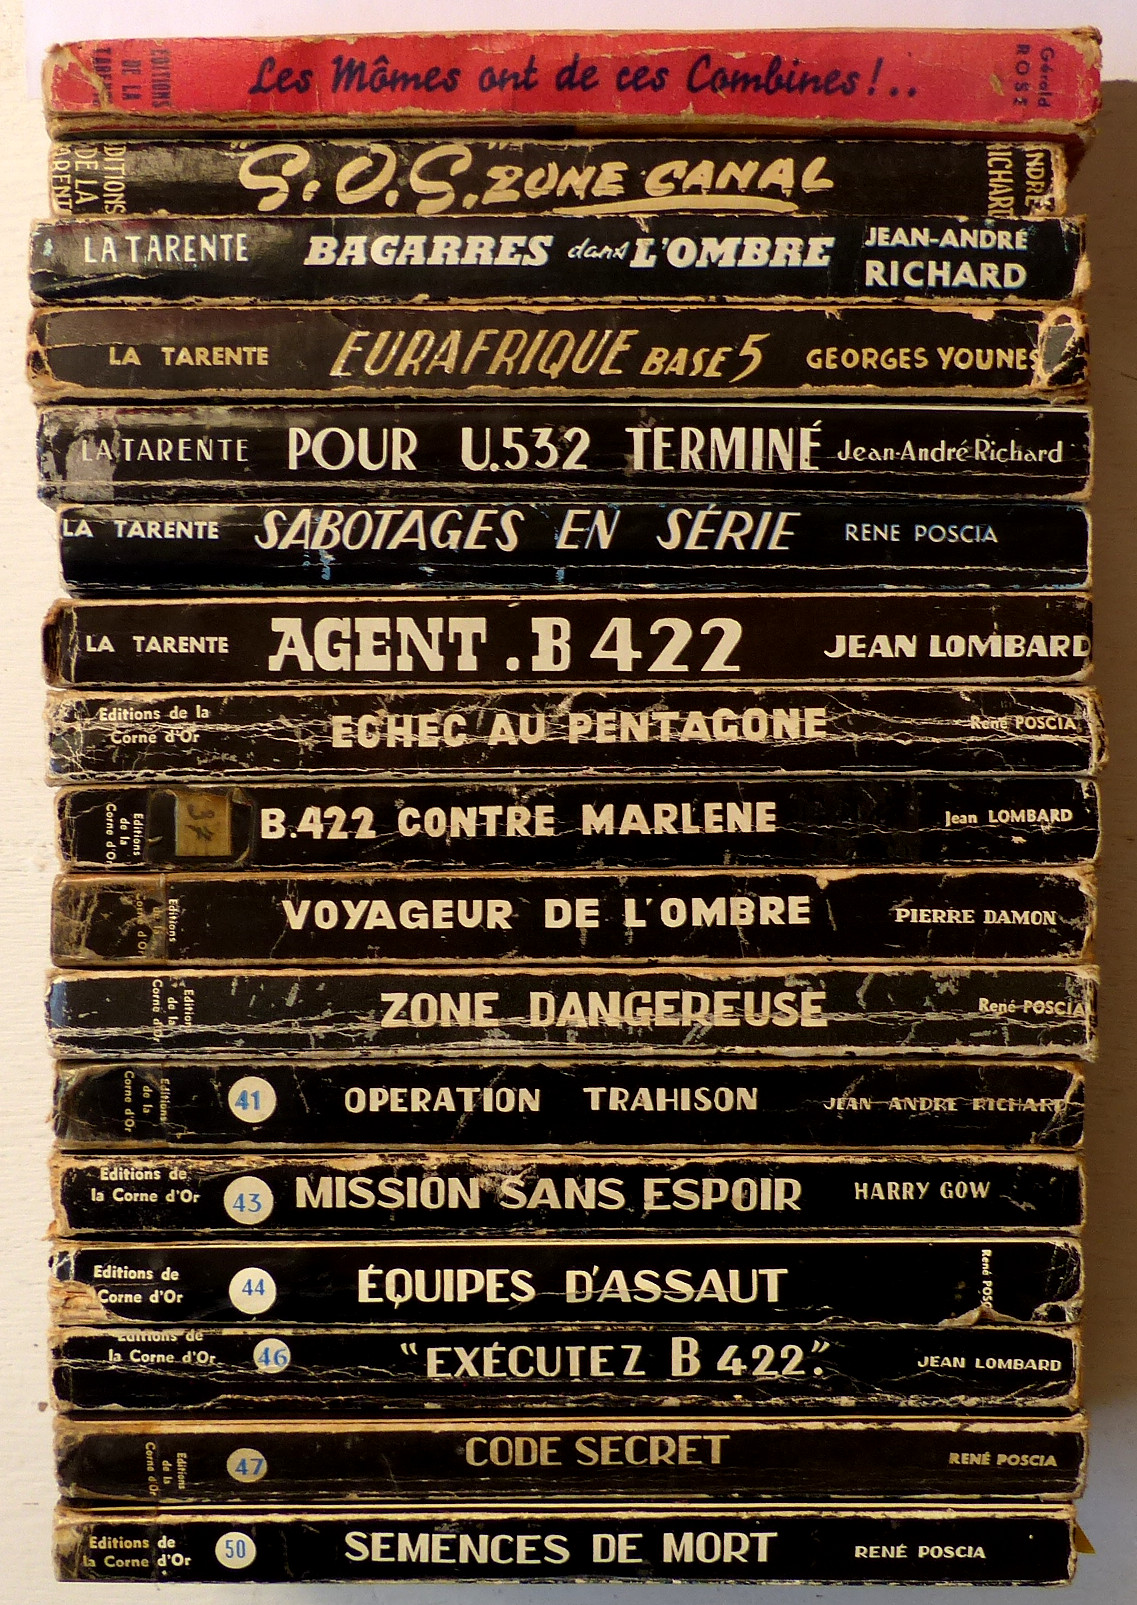 EDITIONS
DE LA
Les Mômes ont de ces Combines!..
Gérald
ROSE
DITIONS
DE LA
"S.O.S." ZONE CANAL
ANDRE
RICHARD
LA TARENTE BAGARRES dans L'OMBRE JEAN-ANDRÉ
RICHARD
LA TARENTE EURAFRIQUE BASE 5 GEORGES YOUNES
LA TARENTE POUR U.532 TERMINÉ Jean-André Richard
LA TARENTE SABOTAGES EN SÉRIE RENE POSCIA
LA TARENTE AGENT.B 422 JEAN LOMBARD
Editions de la
Corne d'Or
ECHEC AU PENTAGONE René POSCIA
Editions
de la
Corne d'Or
37
B.422 CONTRE MARLENE Jean LOMBARD
Editions
de la
Corne d'Or
VOYAGEUR DE L'OMBRE PIERRE DAMON
Editions
de la
Corne d'Or
ZONE DANGEREUSE René POSCIA
Editions
de la
Corne d'Or
41 OPERATION TRAHISON JEAN ANDRE RICHARD
Editions de
la Corne d'Or
43 MISSION SANS ESPOIR HARRY GOW
Editions de
Corne d'Or
44 ÉQUIPES D'ASSAUT René POSC
Editions de
la Corne d'Or
46 "EXÉCUTEZ B 422." JEAN LOMBARD
Editions
de la
Corne d'Or
47 CODE SECRET RENÉ POSCIA
Editions de
la Corne d'Or
50 SEMENCES DE MORT RENÉ POSCIA